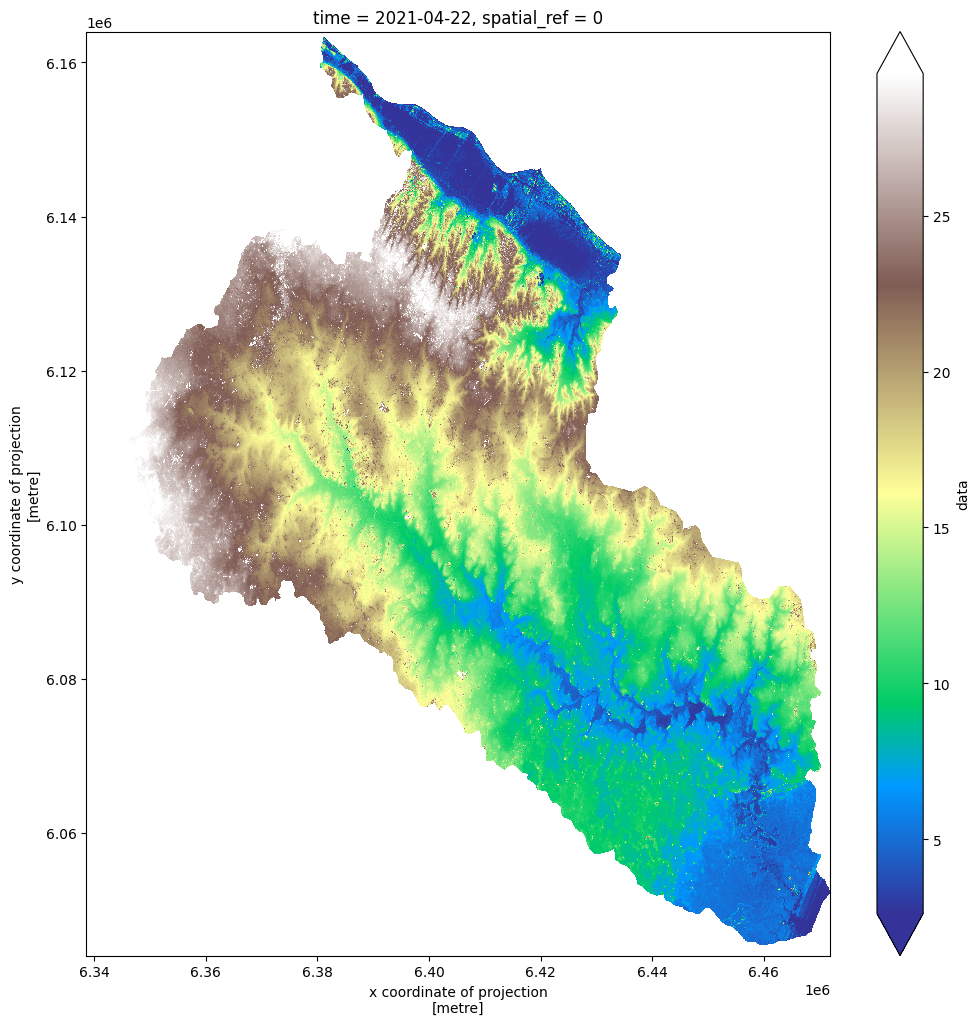 time = 2021-04-22, spatial_ref = 0
1e6
6.16
6.14
6.12
6.10
6.08
6.06
y coordinate of projection
[metre]
6.34
6.36
6.38
6.40
6.42
6.44
6.46
1e6
x coordinate of projection
[metre]
25
20
15
10
5
data